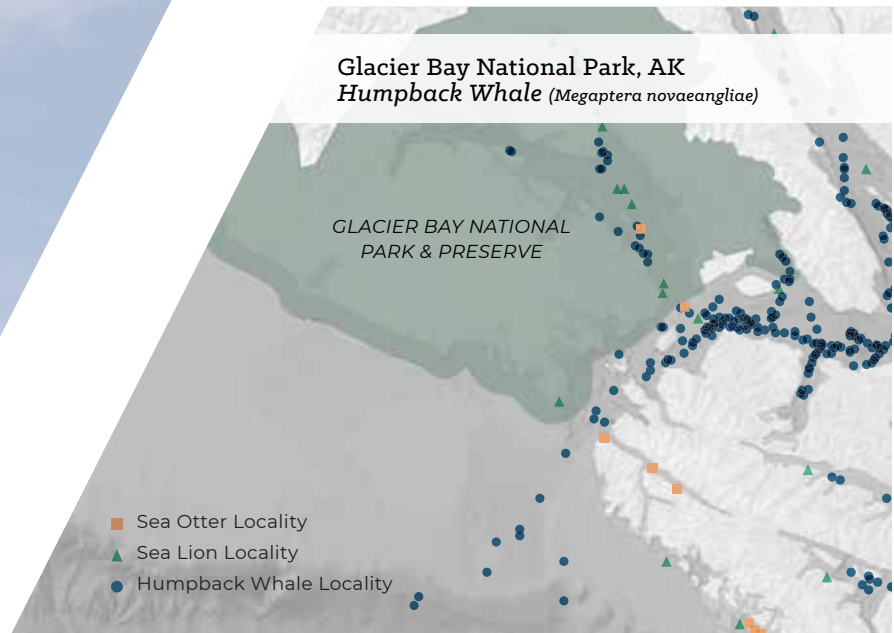 Glacier Bay National Park, AK
Humpback Whale (Megaptera novaeangliae)
GLACIER BAY NATIONAL
PARK & PRESERVE
Sea Otter Locality
Sea Lion Locality
Humpback Whale Locality